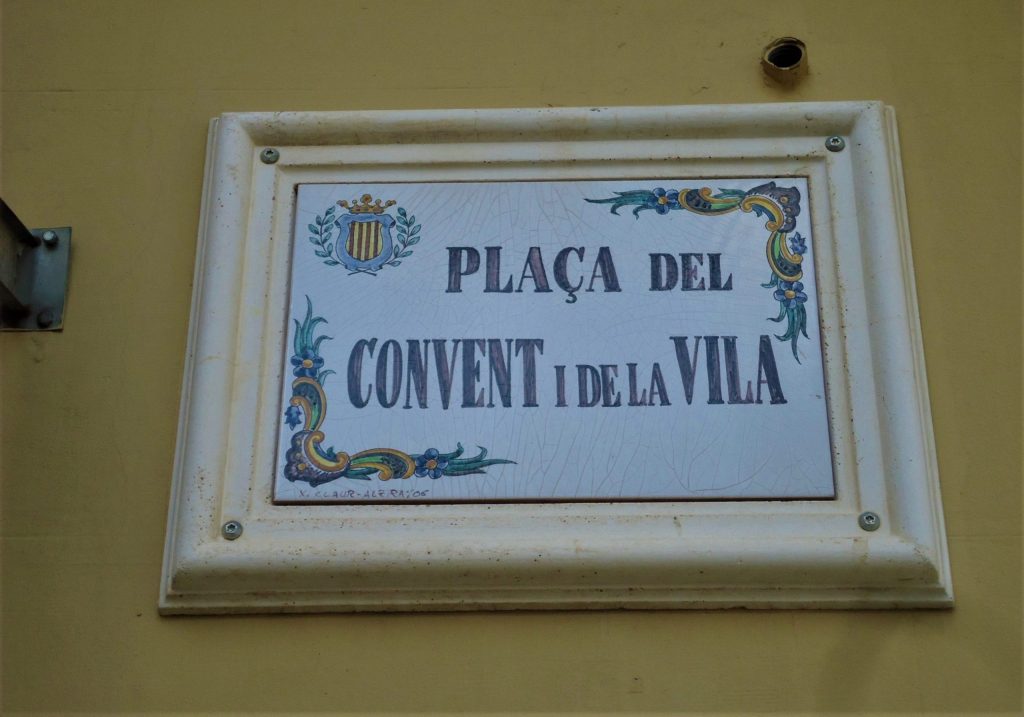 PLAÇA DEL
CONVENT I DE LA VILA